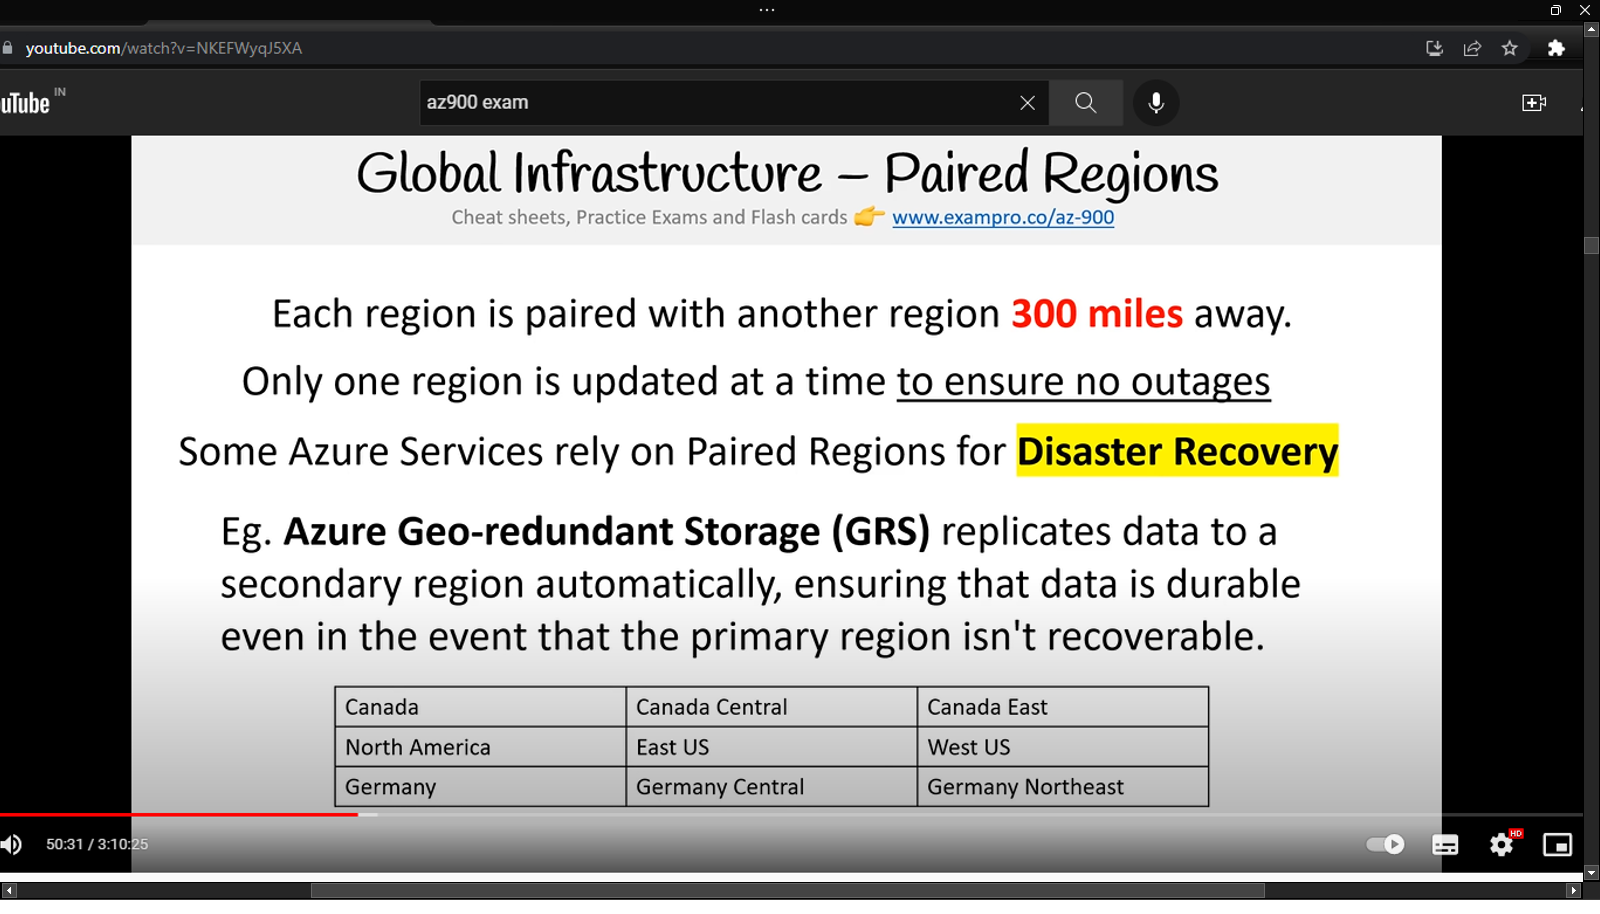 ...
youtube.com/watch?v=NKEFWyqJ5XA
uTube IN
az900 exam
Global Infrastructure – Paired Regions
Cheat sheets, Practice Exams and Flash cards 👉 www.exampro.co/az-900
Each region is paired with another region 300 miles away.
Only one region is updated at a time to ensure no outages
Some Azure Services rely on Paired Regions for Disaster Recovery
Eg. Azure Geo-redundant Storage (GRS) replicates data to a
secondary region automatically, ensuring that data is durable
even in the event that the primary region isn't recoverable.
Canada Canada Central Canada East
North America East US West US
Germany Germany Central Germany Northeast
50:31 / 3:10:25
HD